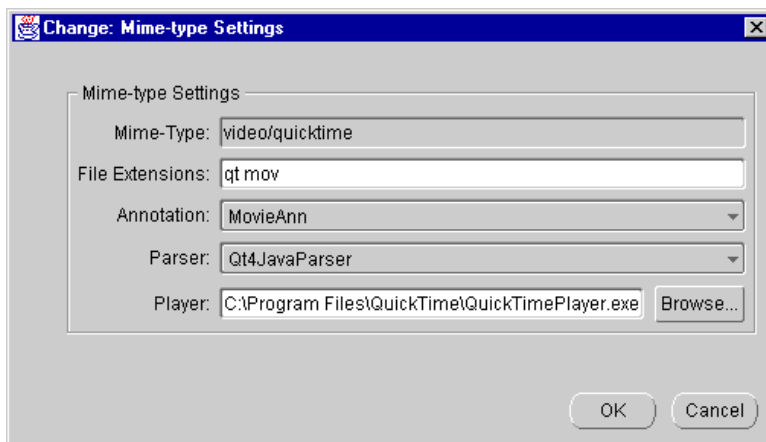 Change: Mime-type Settings
Mime-type Settings
Mime-Type: video/quicktime
File Extensions: qt mov
Annotation: MovieAnn
Parser: Qt4JavaParser
Player: C:\Program Files\QuickTime\QuickTimePlayer.exe Browse...
OK Cancel